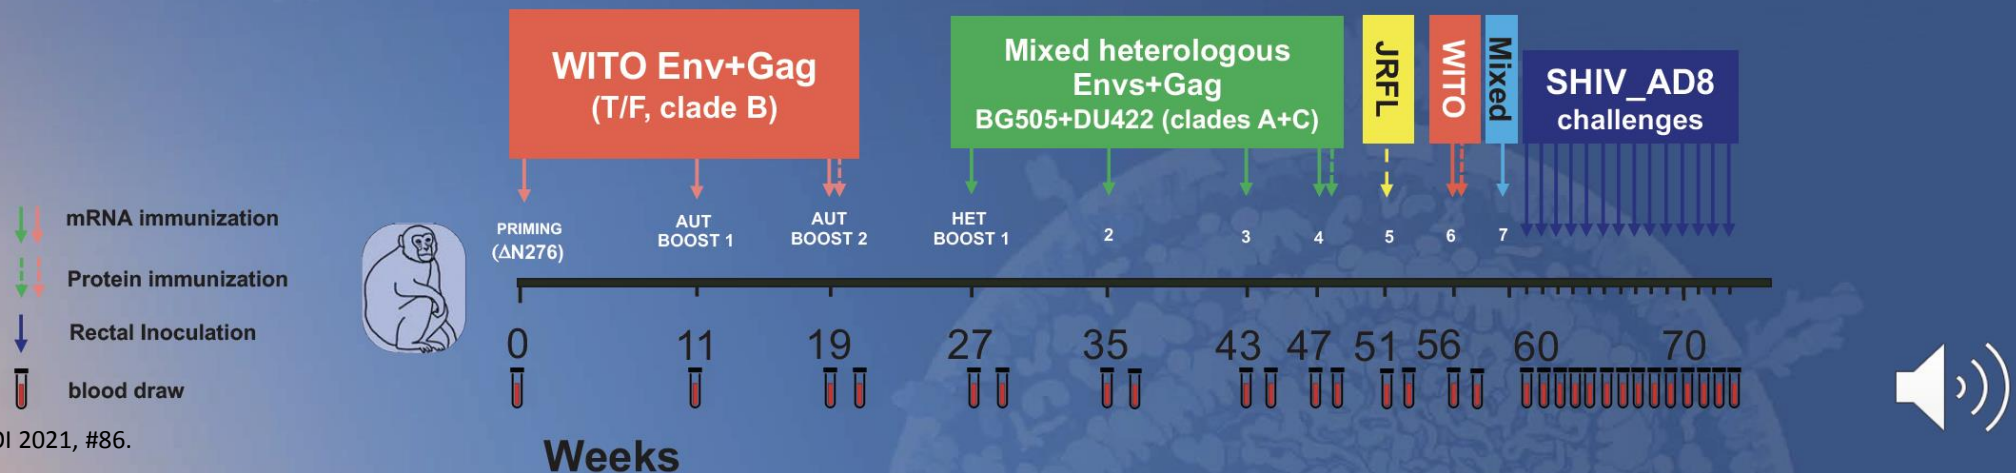 WITO Env+Gag
(T/F, clade B)
Mixed heterologous
Envs+Gag
BG505+DU422 (clades A+C)
JRFL
WITO
Mixed
SHIV_AD8
challenges
mRNA immunization
Protein immunization
Rectal Inoculation
blood draw
PRIMING
(ΔN276)
AUT
BOOST 1
AUT
BOOST 2
HET
BOOST 1
2
3
4
5
6
7
0 11 19 27 35 43 47 51 56 60 70
Weeks
OI 2021, #86.